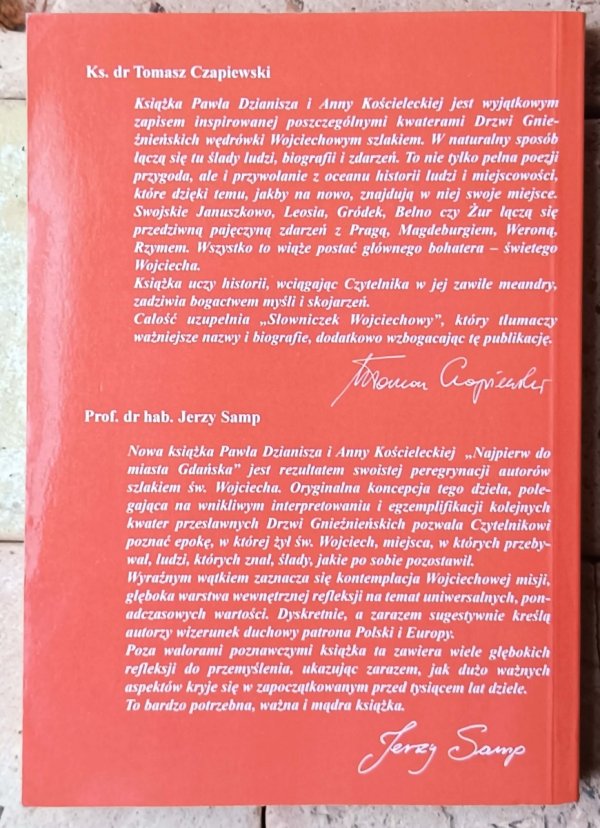 Ks. dr Tomasz Czapiewski
Książka Pawła Dzianisza i Anny Kościeleckiej jest wyjątkowym
zapisem inspirowanej poszczególnymi kwaterami Drzwi Gnie-
źnieńskich wędrówki Wojciechowym szlakiem. W naturalny sposób
łączą się tu ślady ludzi, biografii i zdarzeń. To nie tylko pełna poezji
przygoda, ale i przywołanie z oceanu historii ludzi i miejscowości,
które dzięki temu, jakby na nowo, znajdują w niej swoje miejsce.
Swojskie Januszkowo, Leosia, Gródek, Belno czy Żur łączą się
przedziwną pajęczyną zdarzeń z Pragą, Magdeburgiem, Weroną,
Rzymem. Wszystko to wiąże postać głównego bohatera – świetego
Wojciecha.
Książka uczy historii, wciągając Czytelnika w jej zawiłe meandry,
zadziwia bogactwem myśli i skojarzeń.
Całość uzupełnia „Słowniczek Wojciechowy”, który tłumaczy
ważniejsze nazwy i biografie, dodatkowo wzbogacając tę publikację.
Tomasz Czapiewski
Prof. dr hab. Jerzy Samp
Nowa książka Pawła Dzianisza i Anny Kościeleckiej „Najpierw do
miasta Gdańska” jest rezultatem swoistej peregrynacji autorów
szlakiem św. Wojciecha. Oryginalna koncepcja tego dzieła, pole-
gająca na wnikliwym interpretowaniu i egzemplifikacji kolejnych
kwater przesławnych Drzwi Gnieźnieńskich pozwala Czytelnikowi
poznać epokę, w której żył św. Wojciech, miejsca, w których przeby-
wał, ludzi, których znał, ślady, jakie po sobie pozostawił.
Wyraźnym wątkiem zaznacza się kontemplacja Wojciechowej misji,
głęboka warstwa wewnętrznej refleksji na temat uniwersalnych, pon-
adczasowych wartości. Dyskretnie, a zarazem sugestywnie kreślą
autorzy wizerunek duchowy patrona Polski i Europy.
Poza walorami poznawczymi książka ta zawiera wiele głębokich
refleksji do przemyślenia, ukazując zarazem, jak dużo ważnych
aspektów kryje się w zapoczątkowanym przed tysiącem lat dziele.
To bardzo potrzebna, ważna i mądra książka.
Jerzy Samp